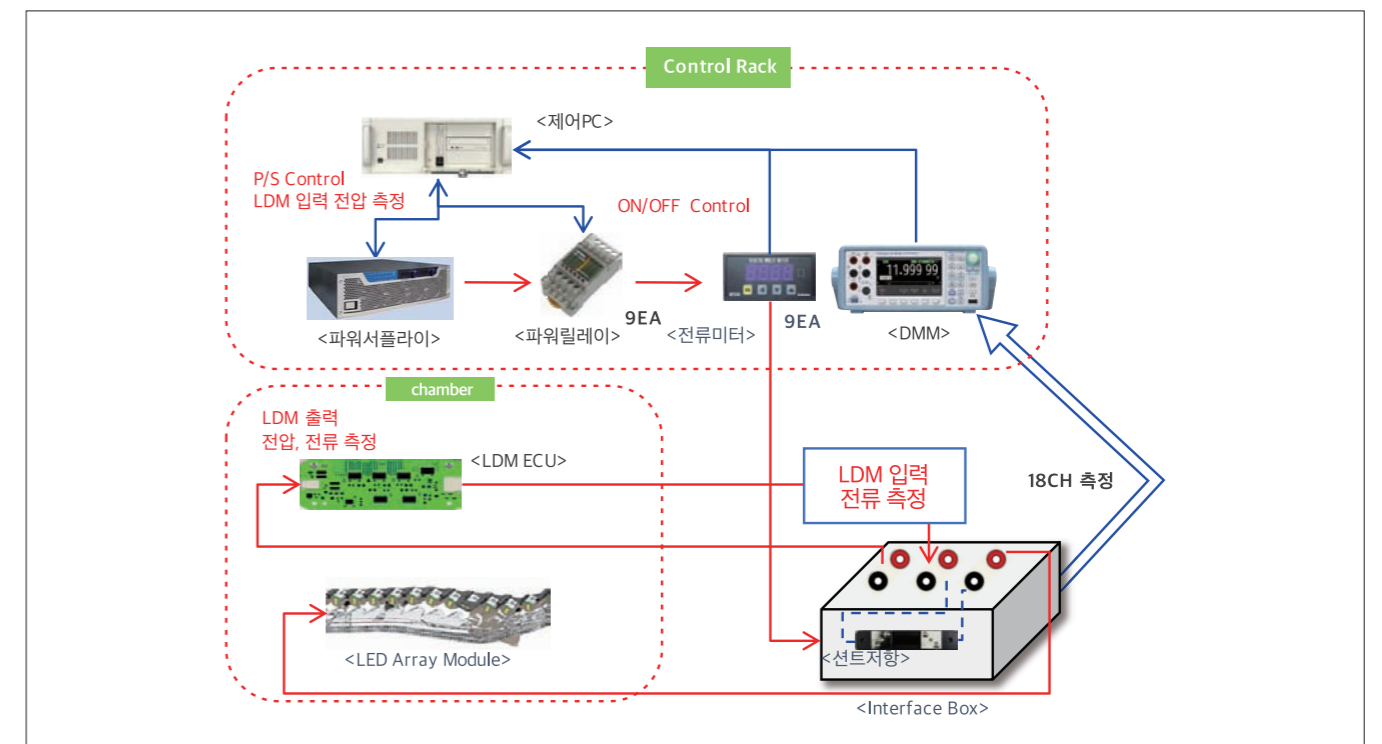 Control Rack
<제어PC>
P/S Control
LDM 입력 전압 측정
ON/OFF Control
11.999 99
9EA
9EA
<파워서플라이>
<파워릴레이>
<전류미터>
<DMM>
chamber
LDM 출력
전압, 전류 측정
<LDM ECU>
LDM 입력
전류 측정
18CH 측정
<LED Array Module>
<션트저항>
<Interface Box>